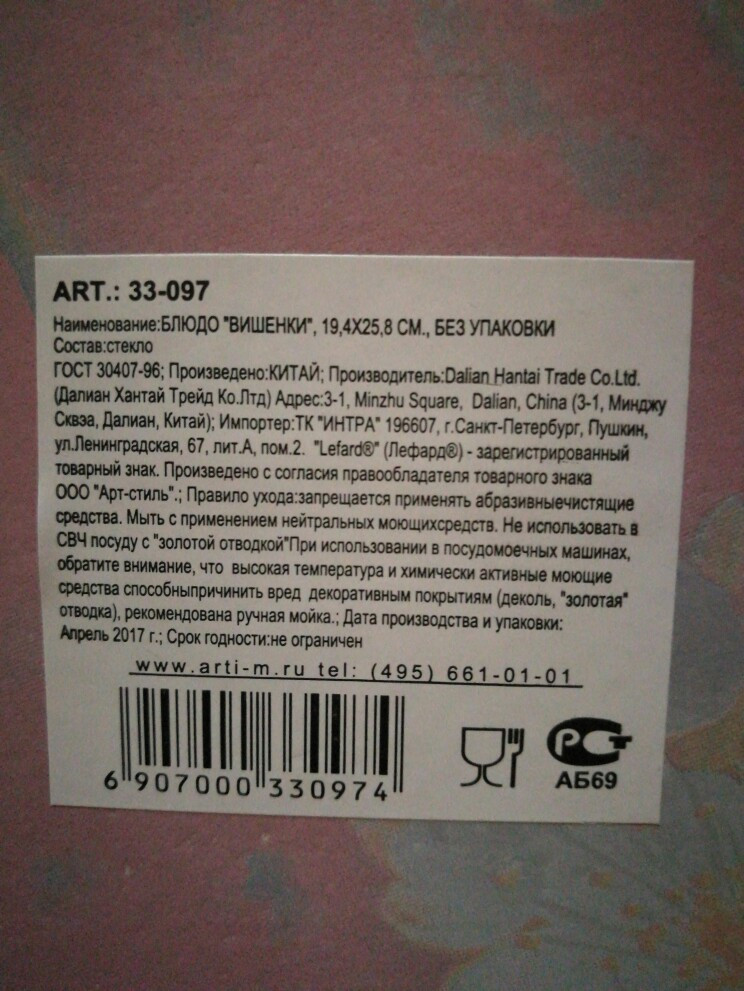 ART.: 33-097
Наименование:БЛЮДО "ВИШЕНКИ", 19,4X25,8 СМ., БЕЗ УПАКОВКИ
Состав:стекло
ГОСТ 30407-96; Произведено:КИТАЙ; Производитель:Dalian Hantai Trade Co.Ltd.
(Далиан Хантай Трейд Ко.Лтд) Адрес:3-1, Minzhu Square, Dalian, China (3-1, Минджу
Сквэа, Далиан, Китай); Импортер:ТК "ИНТРА" 196607, г.Санкт-Петербург, Пушкин,
ул.Ленинградская, 67, лит.А, пом.2. "Lefard®" (Лефард®) - зарегистрированный
товарный знак. Произведено с согласия правообладателя товарного знака
ООО "Арт-стиль".; Правило ухода:запрещается применять абразивныечистящие
средства. Мыть с применением нейтральных моющихсредств. Не использовать в
СВЧ посуду с "золотой отводкой"При использовании в посудомоечных машинах,
обратите внимание, что высокая температура и химически активные моющие
средства способныпричинить вред декоративным покрытиям (деколь, "золотая"
отводка), рекомендована ручная мойка.; Дата производства и упаковки:
Апрель 2017 г.; Срок годности:не ограничен
www.arti-m.ru tel: (495) 661-01-01
6 907000 330974
РСТ
АБ69